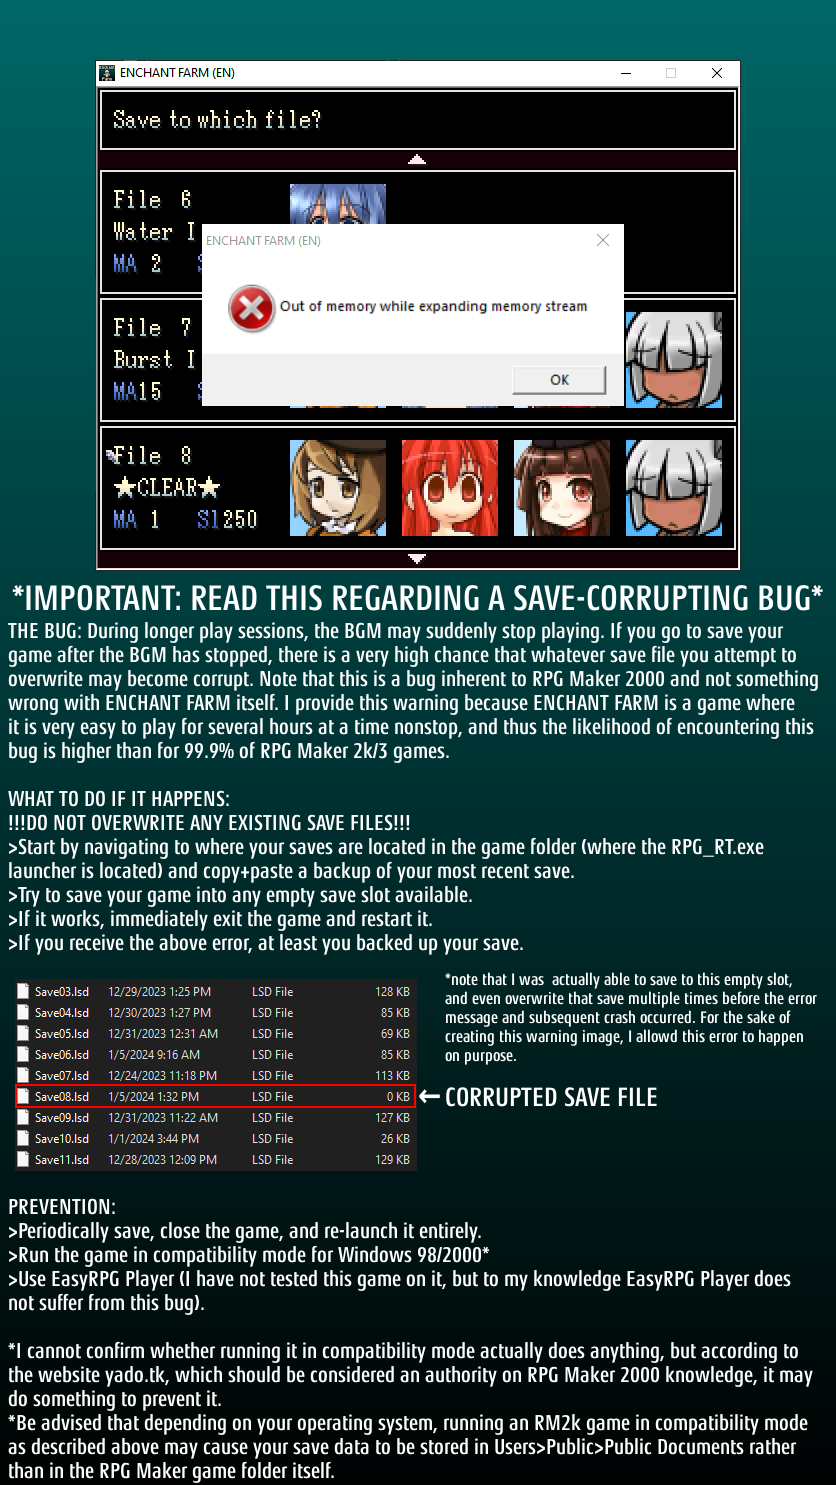 ENCHANT FARM (EN)
Save to which file?
File 6
Water I
MA 2
ENCHANT FARM (EN)
Out of memory while expanding memory stream
OK
File 7
Burst I
MA15
File 8
★CLEAR★
MA 1 Sl250
*IMPORTANT: READ THIS REGARDING A SAVE-CORRUPTING BUG*
THE BUG: During longer play sessions, the BGM may suddenly stop playing. If you go to save your
game after the BGM has stopped, there is a very high chance that whatever save file you attempt to
overwrite may become corrupt. Note that this is a bug inherent to RPG Maker 2000 and not something
wrong with ENCHANT FARM itself. I provide this warning because ENCHANT FARM is a game where
it is very easy to play for several hours at a time nonstop, and thus the likelihood of encountering this
bug is higher than for 99.9% of RPG Maker 2k/3 games.
WHAT TO DO IF IT HAPPENS:
!!!DO NOT OVERWRITE ANY EXISTING SAVE FILES!!!
>Start by navigating to where your saves are located in the game folder (where the RPG_RT.exe
launcher is located) and copy+paste a backup of your most recent save.
>Try to save your game into any empty save slot available.
>If it works, immediately exit the game and restart it.
>If you receive the above error, at least you backed up your save.
Save03.lsd 12/29/2023 1:25 PM LSD File 128 KB
Save04.lsd 12/30/2023 1:27 PM LSD File 85 KB
Save05.lsd 12/31/2023 12:31 AM LSD File 69 KB
Save06.lsd 1/5/2024 9:16 AM LSD File 85 KB
Save07.lsd 12/24/2023 11:18 PM LSD File 113 KB
Save08.lsd 1/5/2024 1:32 PM LSD File 0 KB
Save09.lsd 12/31/2023 11:22 AM LSD File 127 KB
Save10.lsd 1/1/2024 3:44 PM LSD File 26 KB
Save11.lsd 12/28/2023 12:09 PM LSD File 129 KB
*note that I was actually able to save to this empty slot,
and even overwrite that save multiple times before the error
message and subsequent crash occurred. For the sake of
creating this warning image, I allowd this error to happen
on purpose.
←CORRUPTED SAVE FILE
PREVENTION:
>Periodically save, close the game, and re-launch it entirely.
>Run the game in compatibility mode for Windows 98/2000*
>Use EasyRPG Player (I have not tested this game on it, but to my knowledge EasyRPG Player does
not suffer from this bug).
*I cannot confirm whether running it in compatibility mode actually does anything, but according to
the website yado.tk, which should be considered an authority on RPG Maker 2000 knowledge, it may
do something to prevent it.
*Be advised that depending on your operating system, running an RM2k game in compatibility mode
as described above may cause your save data to be stored in Users>Public>Public Documents rather
than in the RPG Maker game folder itself.